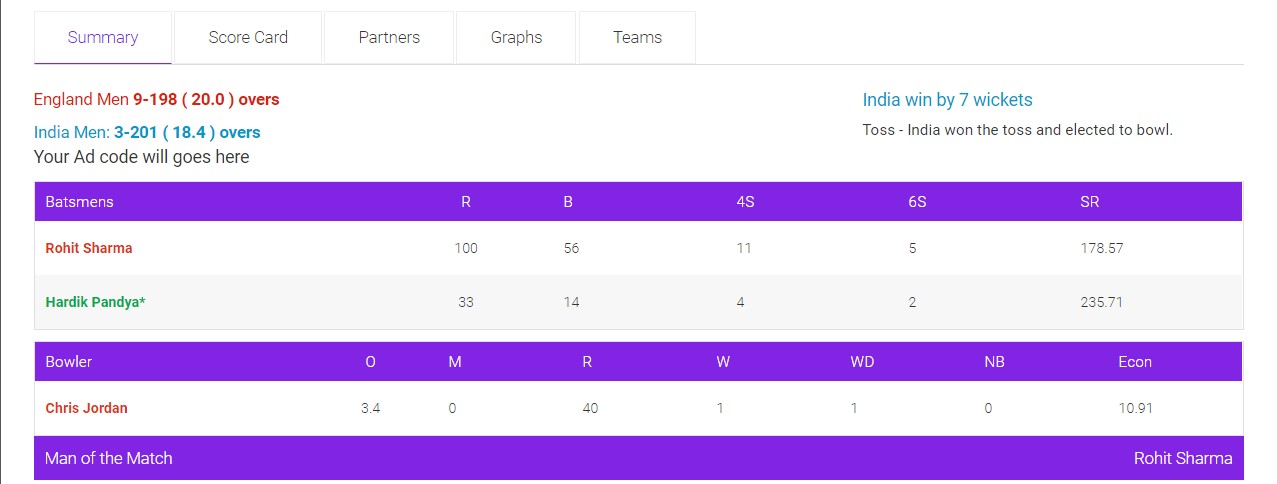 Summary Score Card Partners Graphs Teams
England Men 9-198 ( 20.0 ) overs
India win by 7 wickets
India Men: 3-201 ( 18.4 ) overs
Toss - India won the toss and elected to bowl.
Your Ad code will goes here
Batsmens R B 4S 6S SR
Rohit Sharma 100 56 11 5 178.57
Hardik Pandya* 33 14 4 2 235.71
Bowler O M R W WD NB Econ
Chris Jordan 3.4 0 40 1 1 0 10.91
Man of the Match Rohit Sharma